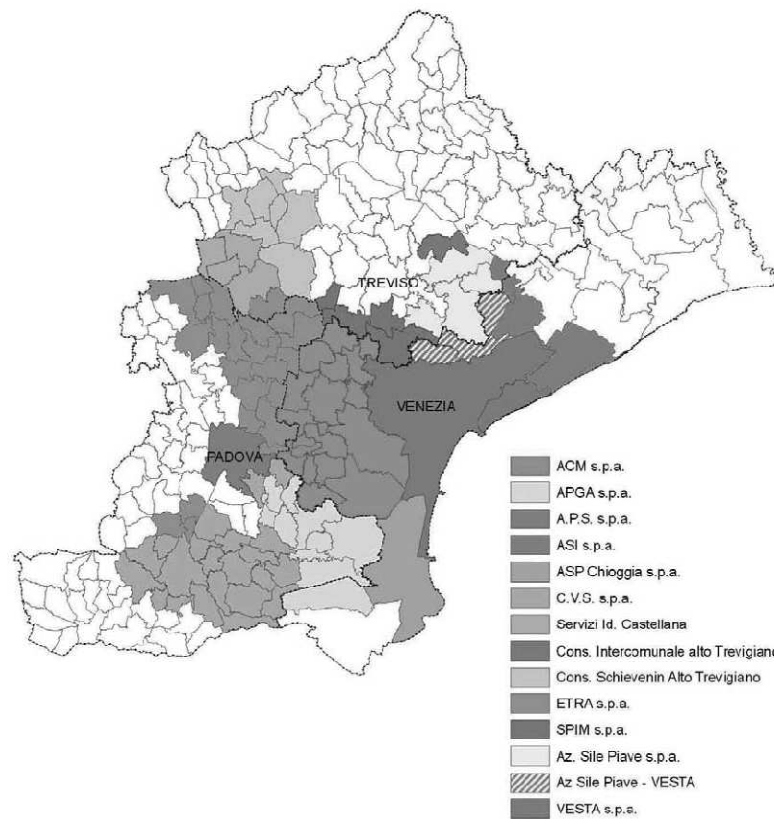 TREVISO
VENEZIA
PADOVA
ACM s.p.a.
APGA s.p.a.
A.P.S. s.p.a.
ASI s.p.a.
ASP Chioggia s.p.a.
C.V.S. s.p.a.
Servizi Id. Castellana
Cons. Intercomunale alto Trevigiano
Cons. Schievenin Alto Trevigiano
ETRA s.p.a.
SPIM s.p.a.
Az. Sile Piave s.p.a.
Az Sile Piave - VESTA
VESTA s.p.a.